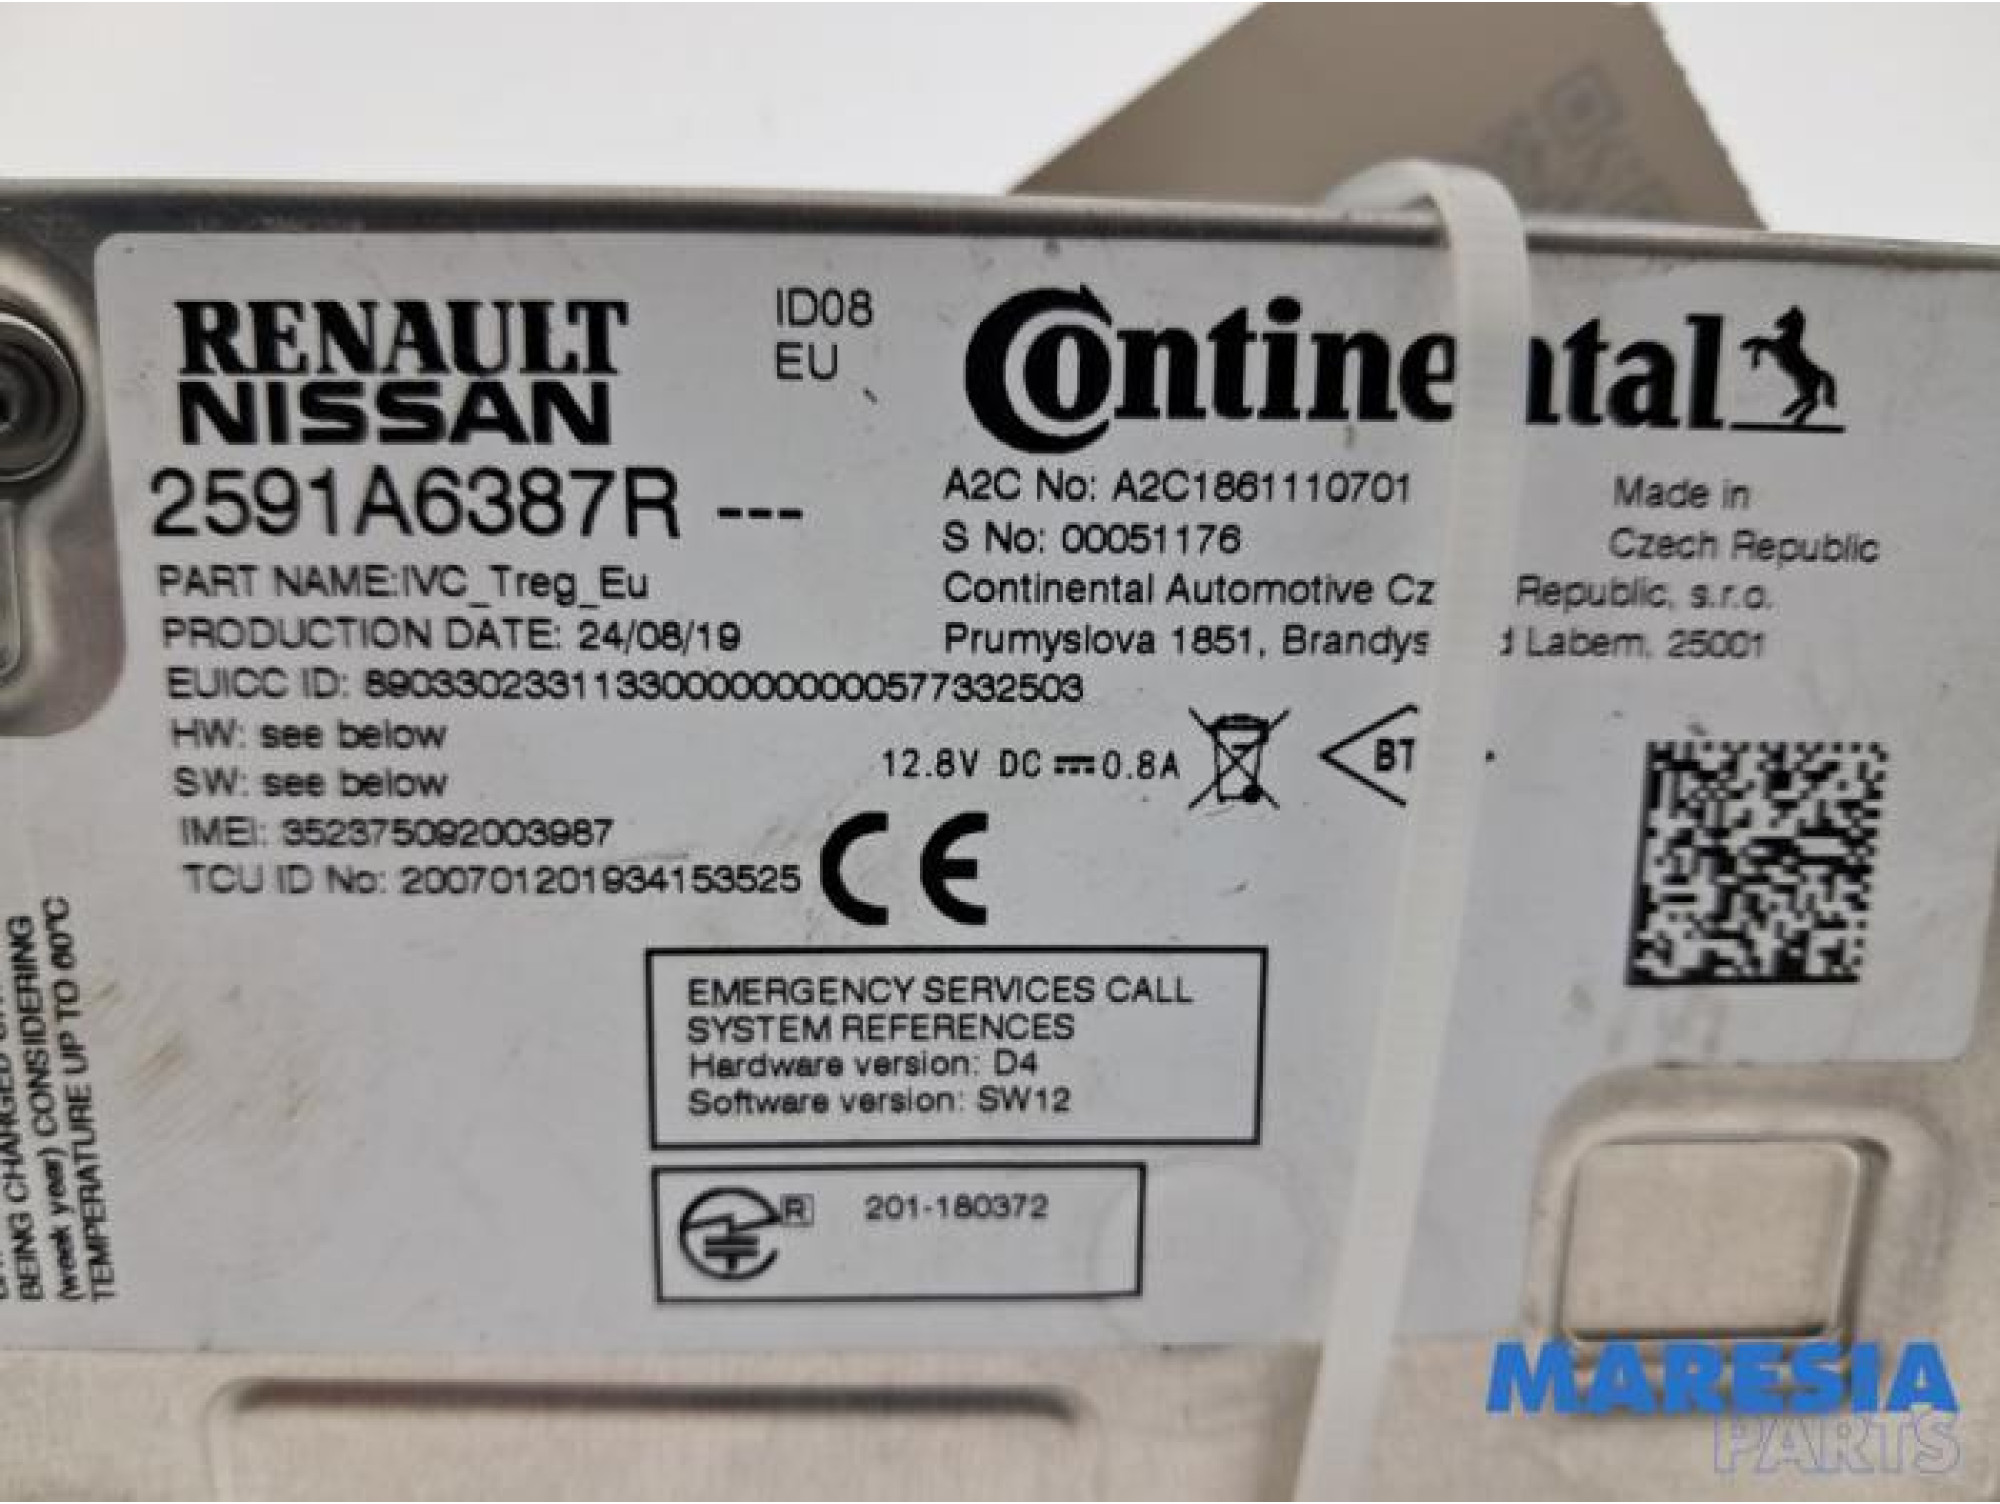 RENAULT
NISSAN
ID08
EU
Continental
2591A6387R ---
PART NAME:IVC_Treg_Eu
PRODUCTION DATE: 24/08/19
EUICC ID: 89033023311330000000000577332503
HW: see below
SW: see below
IMEI: 352375092003987
TCU ID No: 200701201934153525
A2C No: A2C1861110701
S No: 00051176
Continental Automotive Cz Republic, s.r.o.
Prumyslova 1851, Brandys d Labem, 25001
Made in
Czech Republic
12.8V DC 0.8A
BT
CE
EMERGENCY SERVICES CALL
SYSTEM REFERENCES
Hardware version: D4
Software version: SW12
R 201-180372
BEING CHARGED
(week year) CONSIDERING
TEMPERATURE UP TO 60°C
MARESIA
PARTS